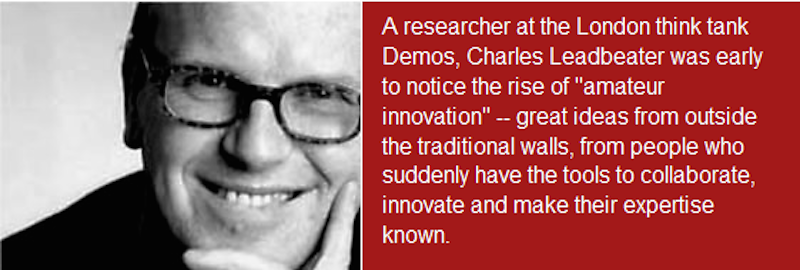 A researcher at the London think tank
Demos, Charles Leadbeater was early
to notice the rise of "amateur
innovation" -- great ideas from outside
the traditional walls, from people who
suddenly have the tools to collaborate,
innovate and make their expertise
known.